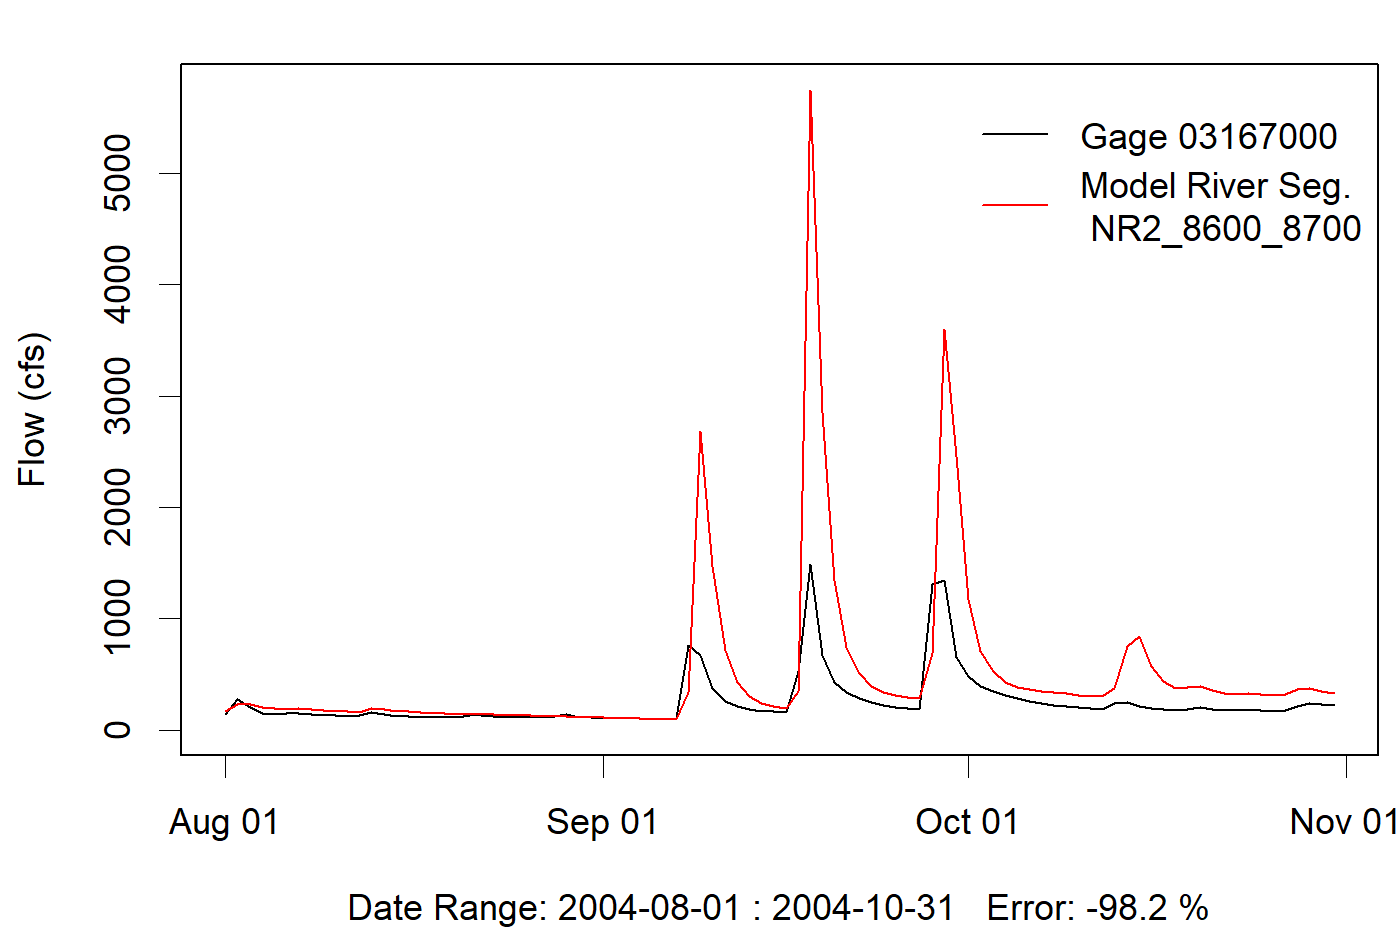 Gage 03167000
Model River Seg.
NR2_8600_8700
Flow (cfs)
5000
4000
3000
2000
1000
0
Aug 01
Sep 01
Oct 01
Nov 01
Date Range: 2004-08-01 : 2004-10-31   Error: -98.2 %